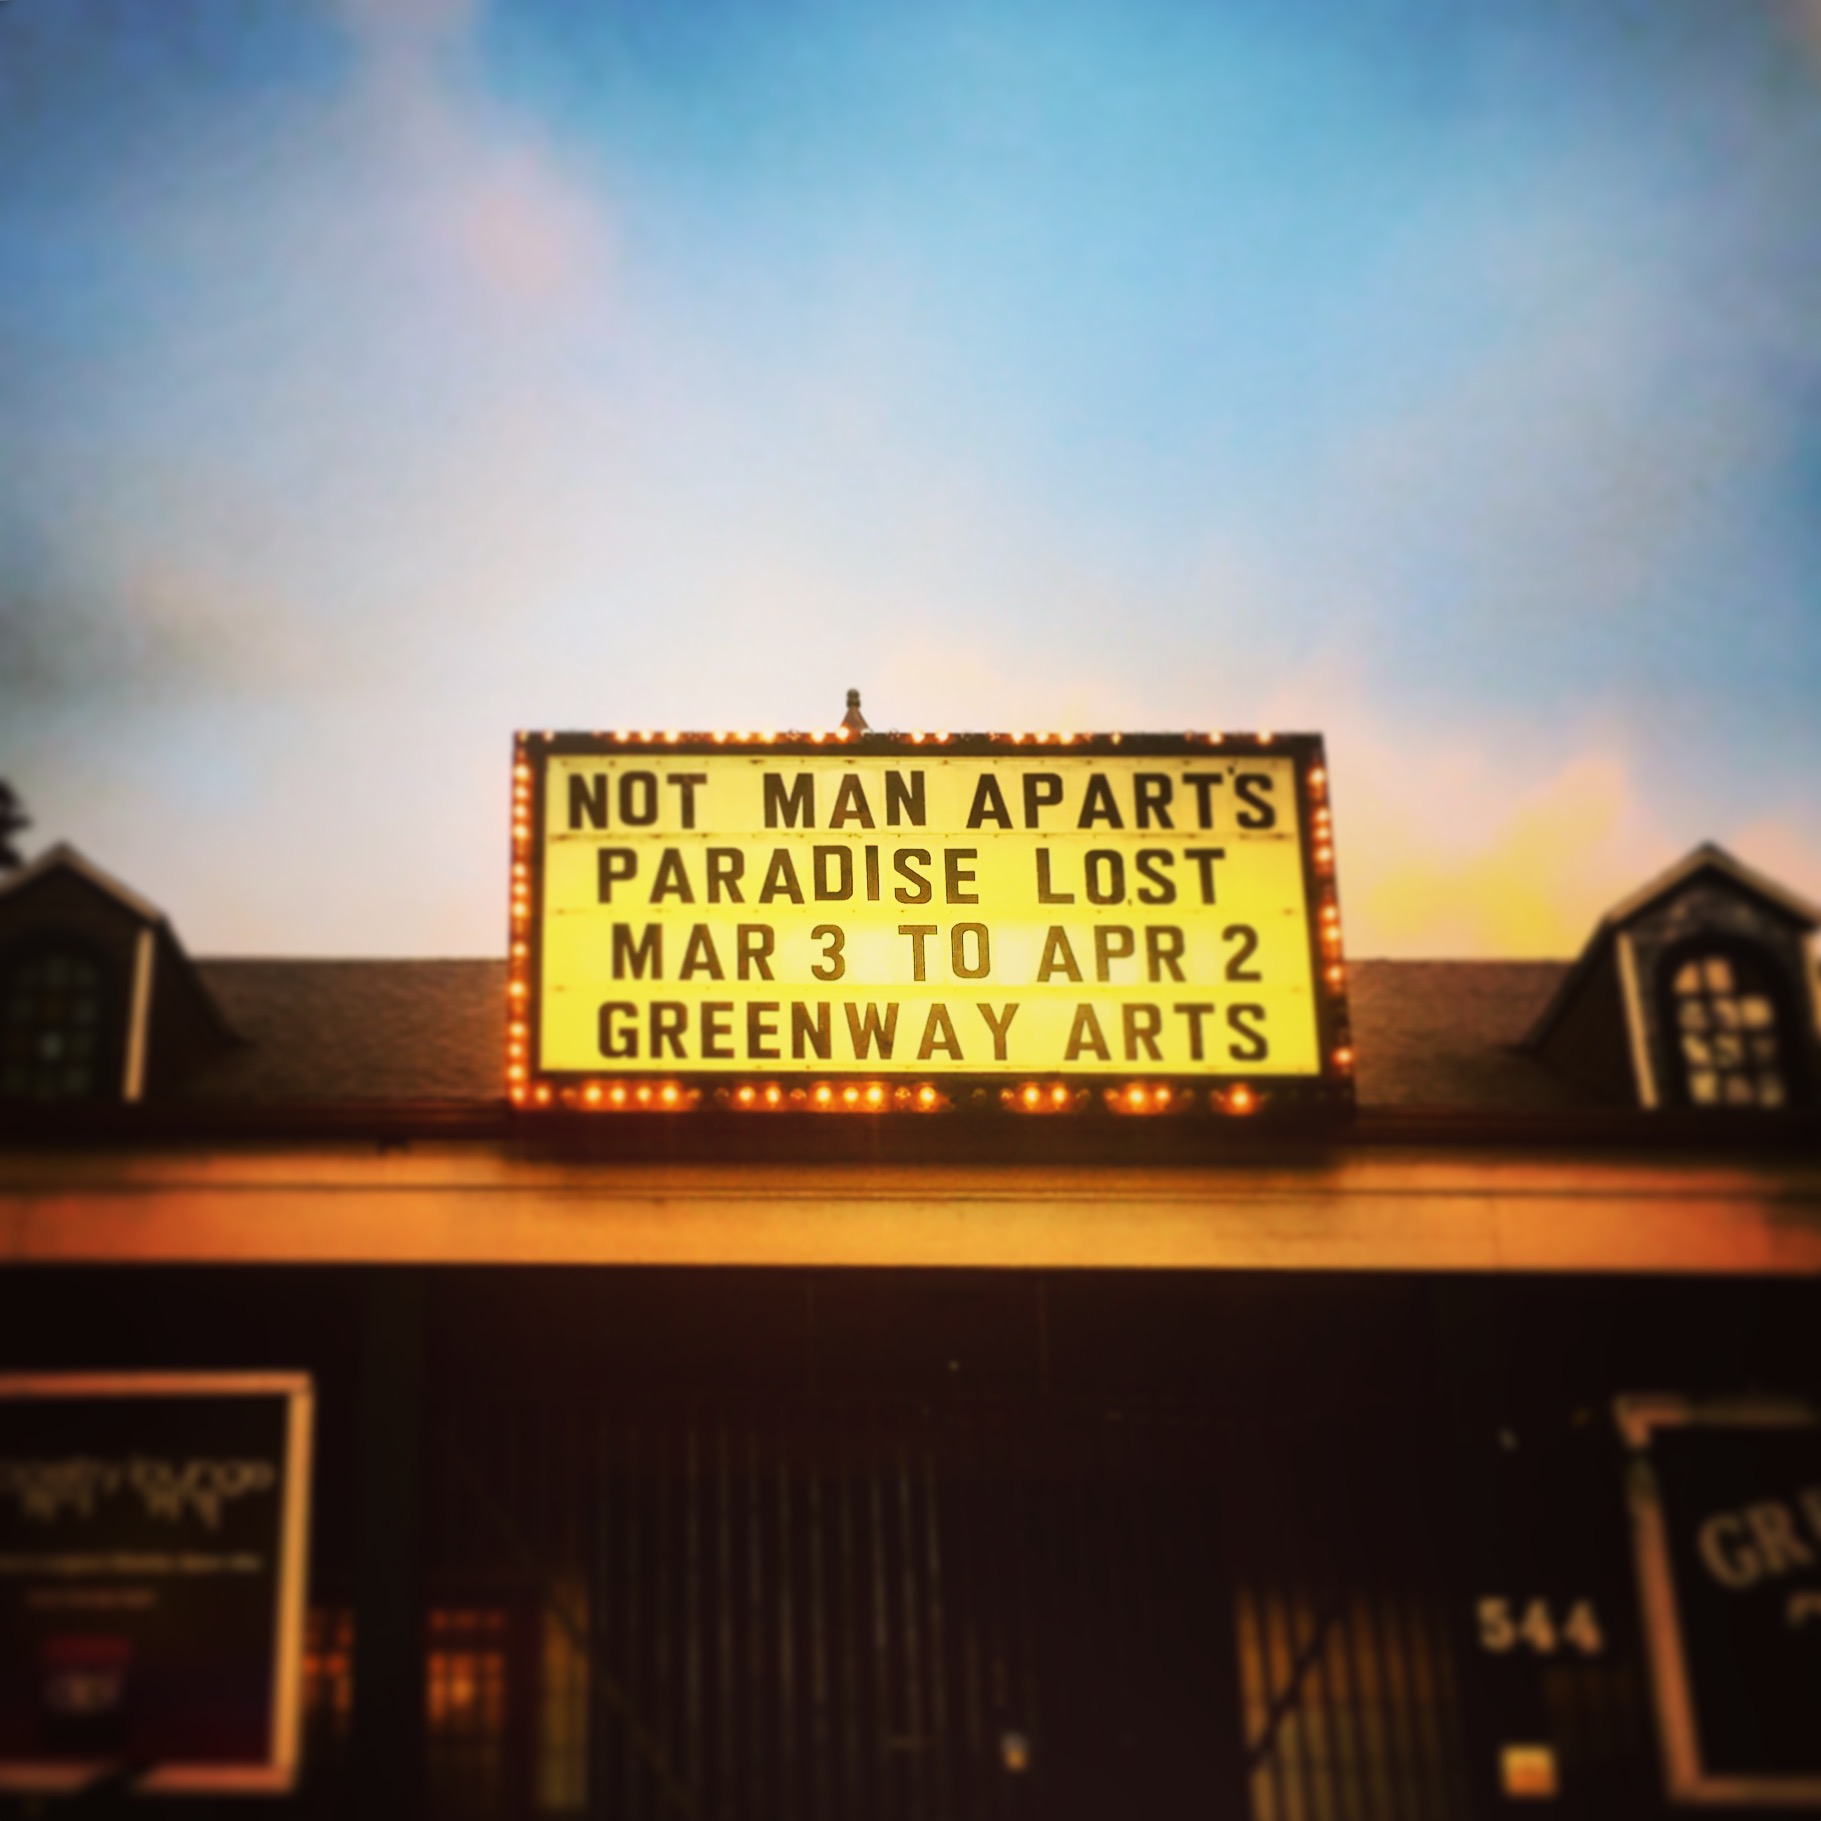 NOT MAN APART'S
PARADISE LOST
MAR 3 TO APR 2
GREENWAY ARTS
544